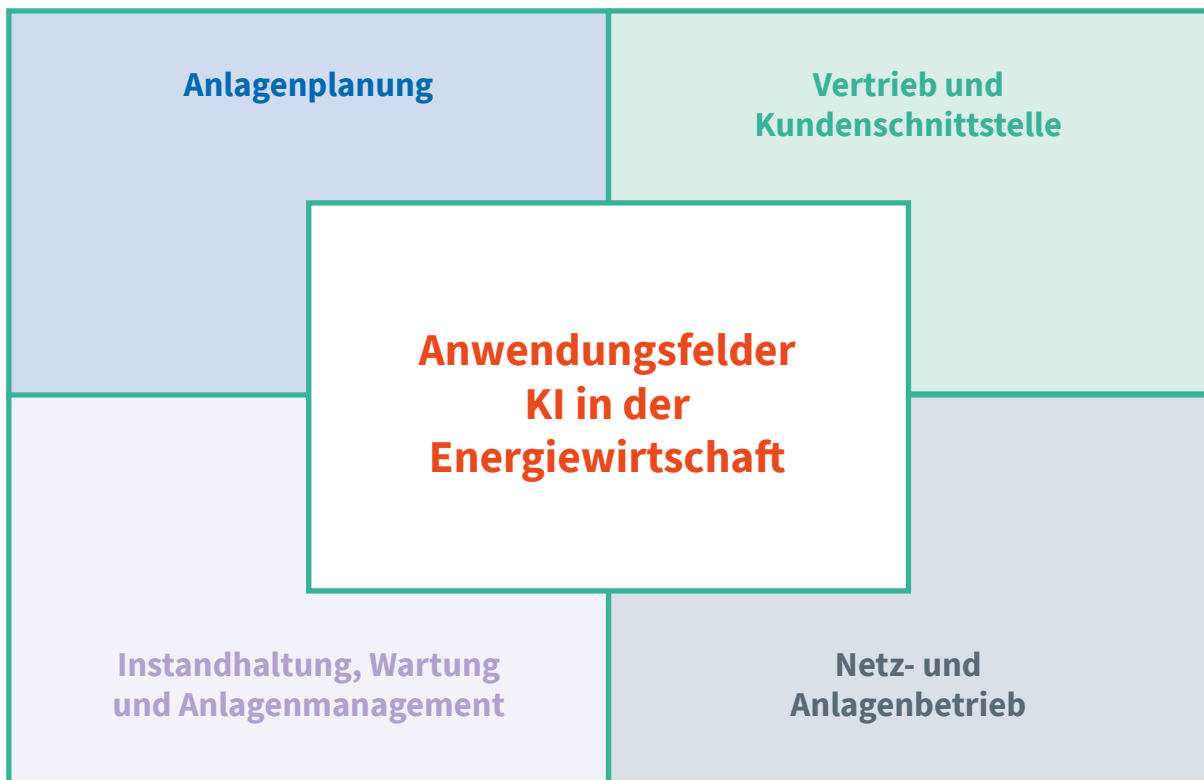 Anlagenplanung
Vertrieb und
Kundenschnittstelle
Anwendungsfelder
KI in der
Energiewirtschaft
Instandhaltung, Wartung
und Anlagenmanagement
Netz- und
Anlagenbetrieb